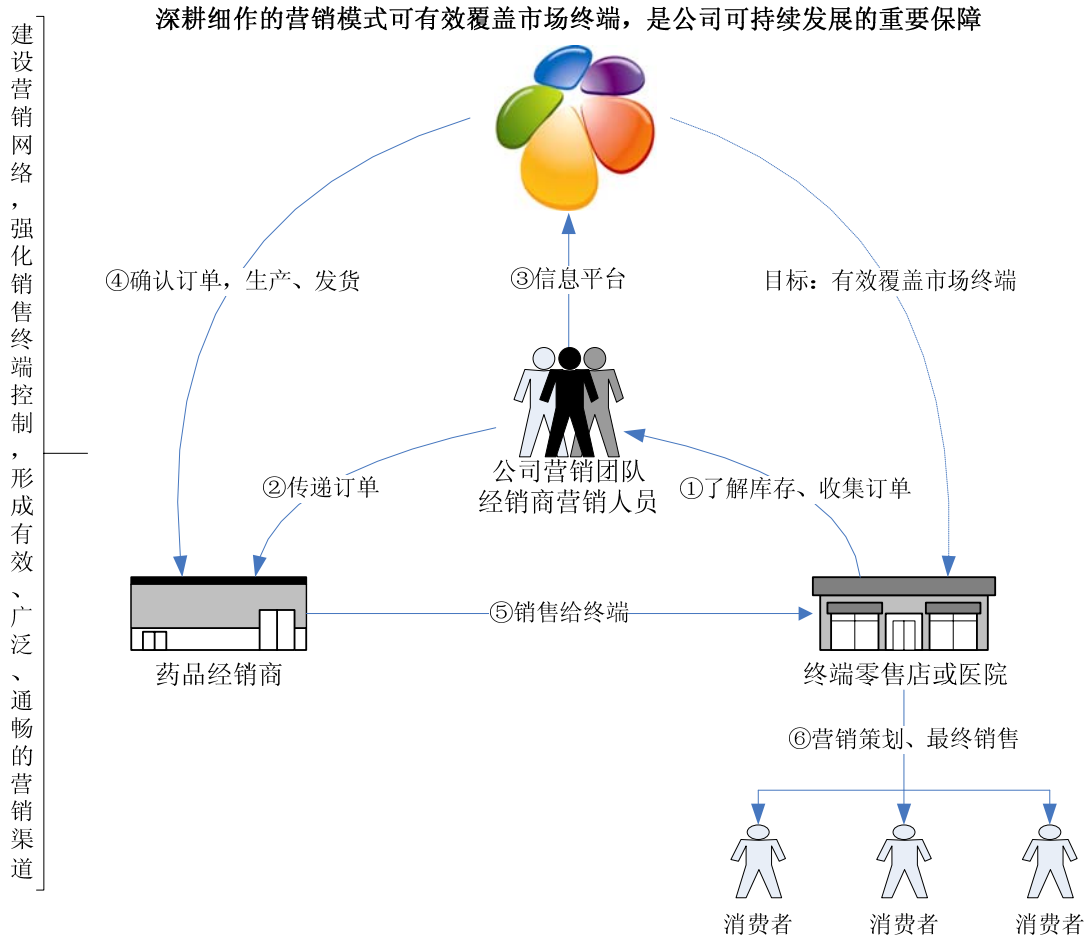 深耕细作的营销模式可有效覆盖市场终端，是公司可持续发展的重要保障
建设营销网络，强化销售终端控制，形成有效、广泛、通畅的营销渠道
④确认订单，生产、发货
③信息平台
目标：有效覆盖市场终端
公司营销团队
经销商营销人员
②传递订单
①了解库存、收集订单
⑤销售给终端
药品经销商
终端零售店或医院
⑥营销策划、最终销售
消费者
消费者
消费者